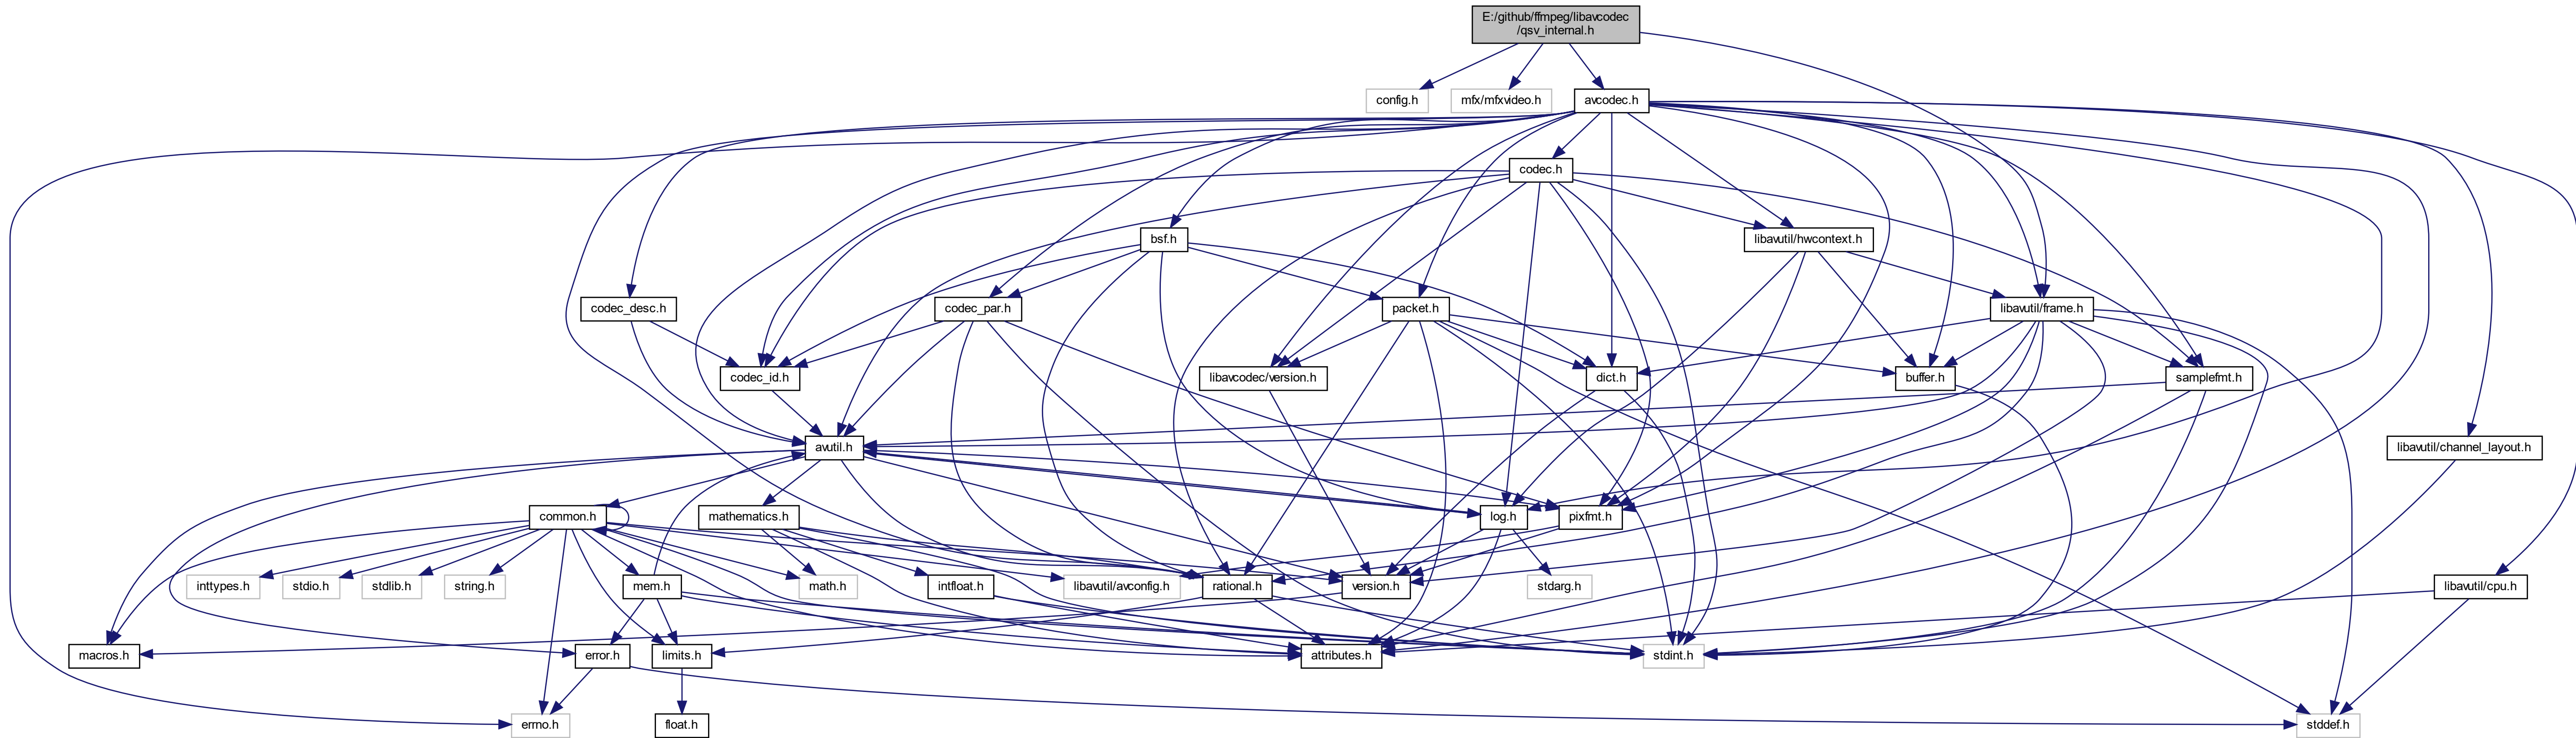 E:/github/ffmpeg/libavcodec
/qsv_internal.h
config.h
mfx/mfxvideo.h
avcodec.h
codec.h
bsf.h
libavutil/hwcontext.h
codec_desc.h
codec_par.h
packet.h
libavutil/frame.h
codec_id.h
libavcodec/version.h
dict.h
buffer.h
samplefmt.h
avutil.h
libavutil/channel_layout.h
common.h
mathematics.h
log.h
pixfmt.h
inttypes.h
stdio.h
stdlib.h
string.h
mem.h
math.h
intfloat.h
libavutil/avconfig.h
rational.h
version.h
stdarg.h
libavutil/cpu.h
macros.h
error.h
limits.h
attributes.h
stdint.h
errno.h
float.h
stddef.h